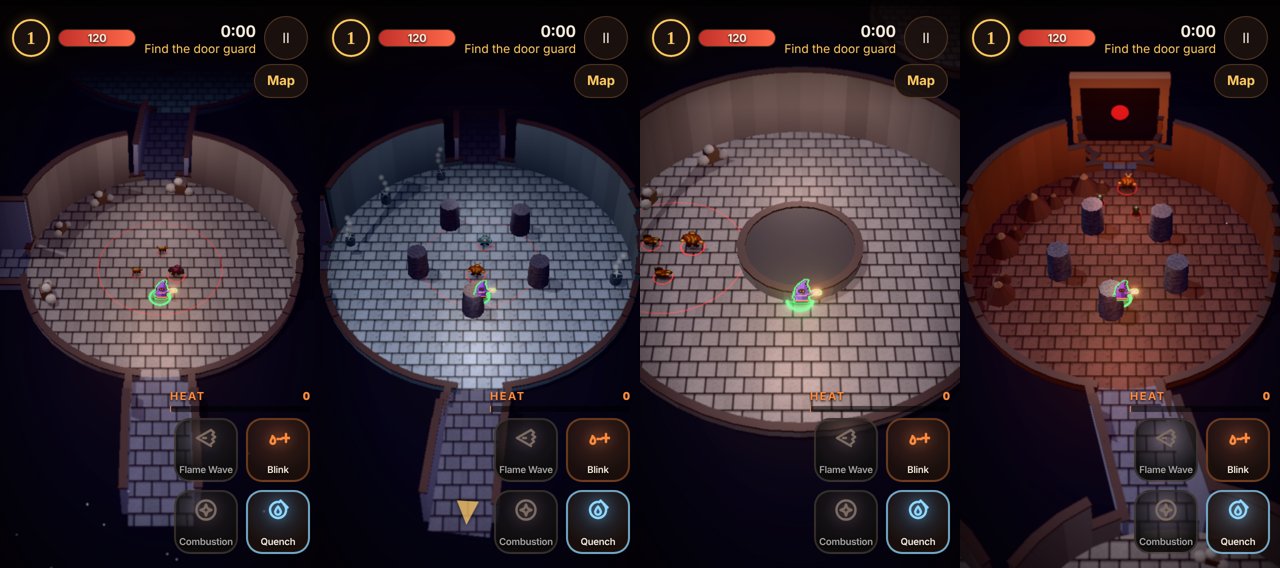 1 120 0:00
Find the door guard
Map
HEAT 0
Flame Wave Blink
Combustion Quench
1 120 0:00
Find the door guard
Map
HEAT 0
Flame Wave Blink
Combustion Quench
1 120 0:00
Find the door guard
Map
HEAT 0
Flame Wave Blink
Combustion Quench
1 120 0:00
Find the door guard
Map
HEAT 0
Flame Wave Blink
Combustion Quench